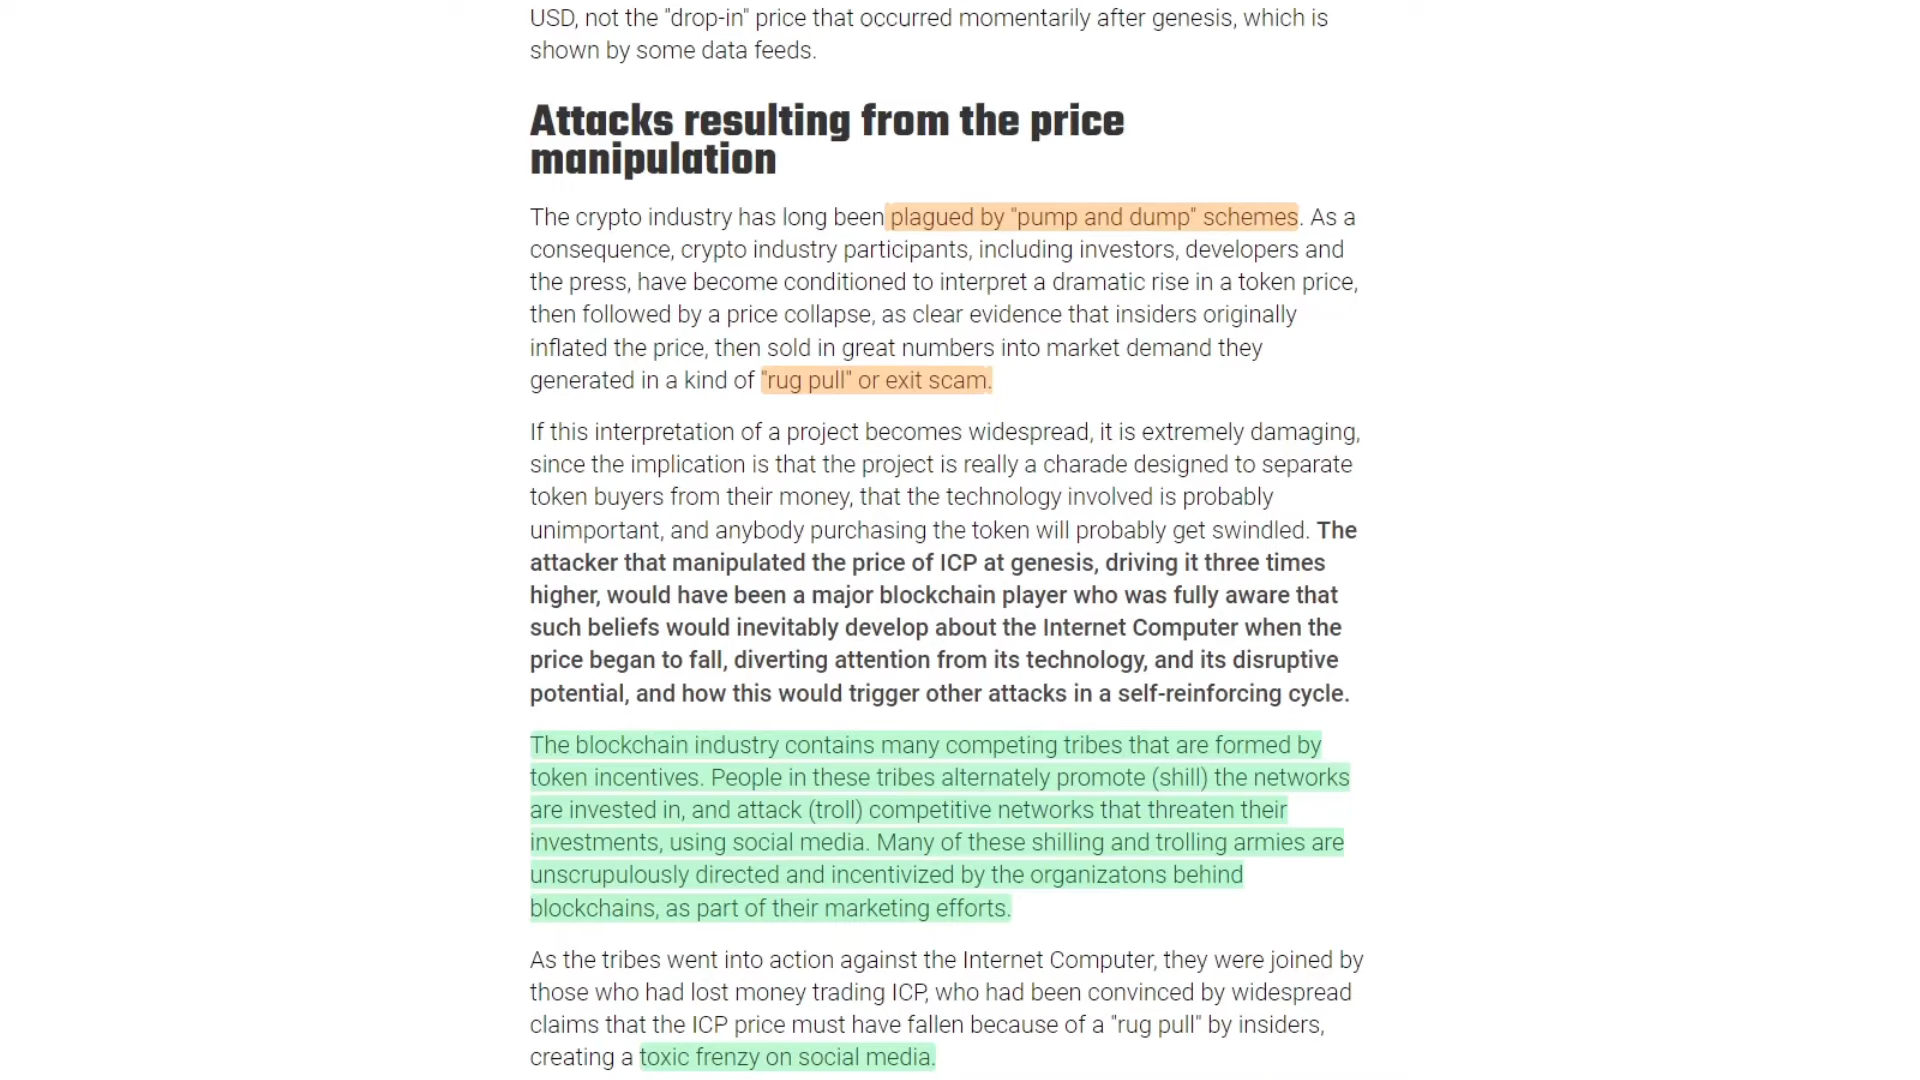 USD, not the "drop-in" price that occurred momentarily after genesis, which is
shown by some data feeds.
Attacks resulting from the price
manipulation
The crypto industry has long been plagued by "pump and dump" schemes. As a
consequence, crypto industry participants, including investors, developers and
the press, have become conditioned to interpret a dramatic rise in a token price,
then followed by a price collapse, as clear evidence that insiders originally
inflated the price, then sold in great numbers into market demand they
generated in a kind of "rug pull" or exit scam.
If this interpretation of a project becomes widespread, it is extremely damaging,
since the implication is that the project is really a charade designed to separate
token buyers from their money, that the technology involved is probably
unimportant, and anybody purchasing the token will probably get swindled. The
attacker that manipulated the price of ICP at genesis, driving it three times
higher, would have been a major blockchain player who was fully aware that
such beliefs would inevitably develop about the Internet Computer when the
price began to fall, diverting attention from its technology, and its disruptive
potential, and how this would trigger other attacks in a self-reinforcing cycle.
The blockchain industry contains many competing tribes that are formed by
token incentives. People in these tribes alternately promote (shill) the networks
are invested in, and attack (troll) competitive networks that threaten their
investments, using social media. Many of these shilling and trolling armies are
unscrupulously directed and incentivized by the organizatons behind
blockchains, as part of their marketing efforts.
As the tribes went into action against the Internet Computer, they were joined by
those who had lost money trading ICP, who had been convinced by widespread
claims that the ICP price must have fallen because of a "rug pull" by insiders,
creating a toxic frenzy on social media.